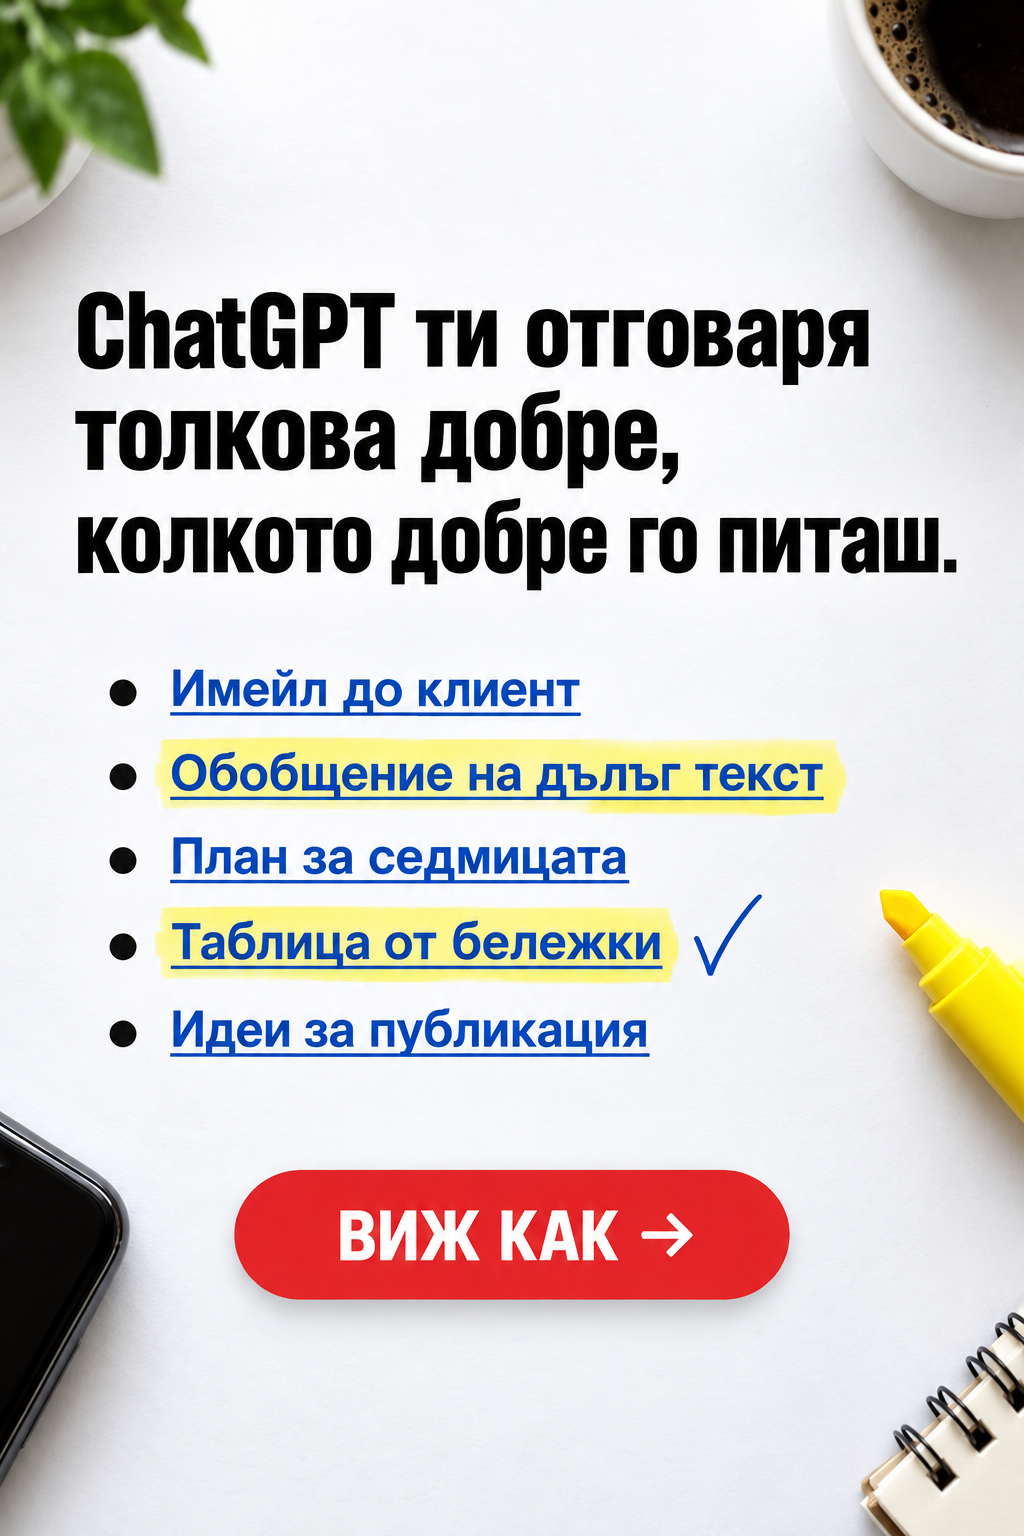 ChatGPT ти отговаря
толкова добре,
колкото добре го питаш.
• Имейл до клиент
• Обобщение на дълъг текст
• План за седмицата
• Таблица от бележки ✓
• Идеи за публикация
ВИЖ КАК →